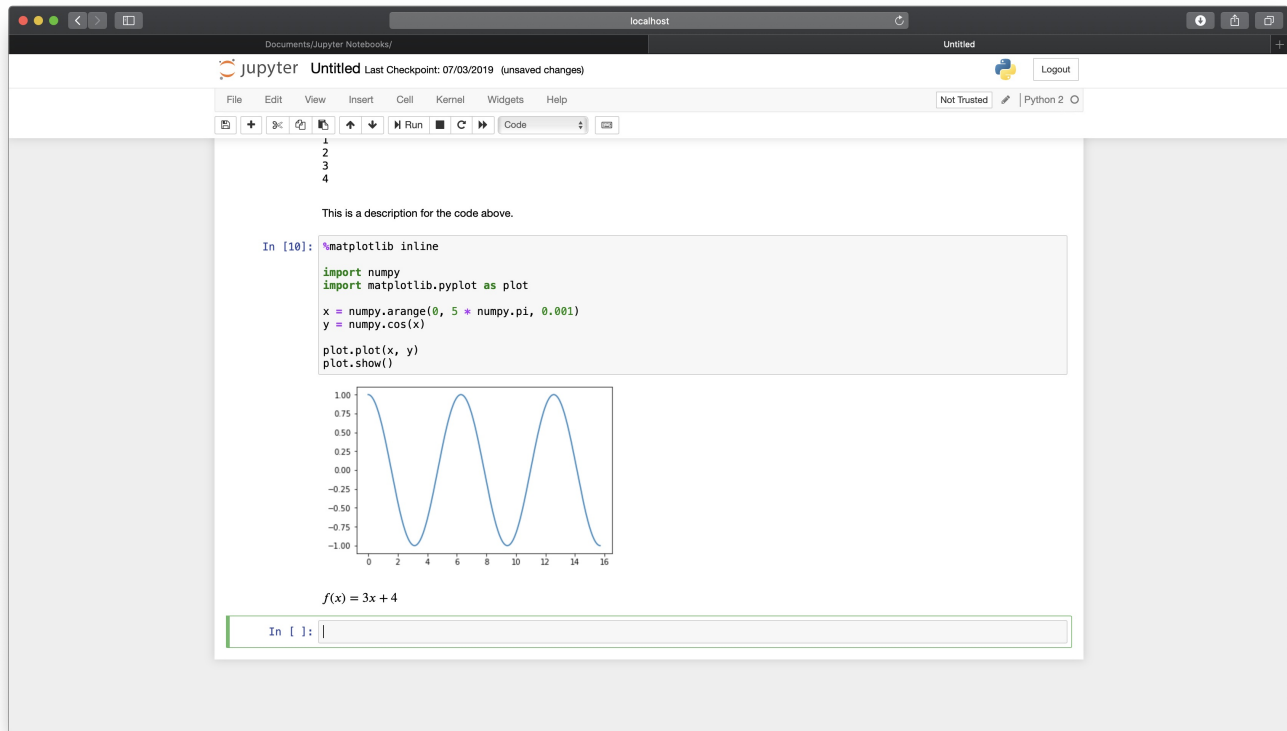 localhost
Documents/Jupyter Notebooks/
Untitled
+
jupyter Untitled Last Checkpoint: 07/03/2019 (unsaved changes)
Logout
File Edit View Insert Cell Kernel Widgets Help
Not Trusted
Python 2
Run
Code
1
2
3
4
This is a description for the code above.
In [10]:
%matplotlib inline
import numpy
import matplotlib.pyplot as plot
x = numpy.arange(0, 5 * numpy.pi, 0.001)
y = numpy.cos(x)
plot.plot(x, y)
plot.show()
1.00
0.75
0.50
0.25
0.00
−0.25
−0.50
−0.75
−1.00
0 2 4 6 8 10 12 14 16
f(x) = 3x + 4
In [ ]: